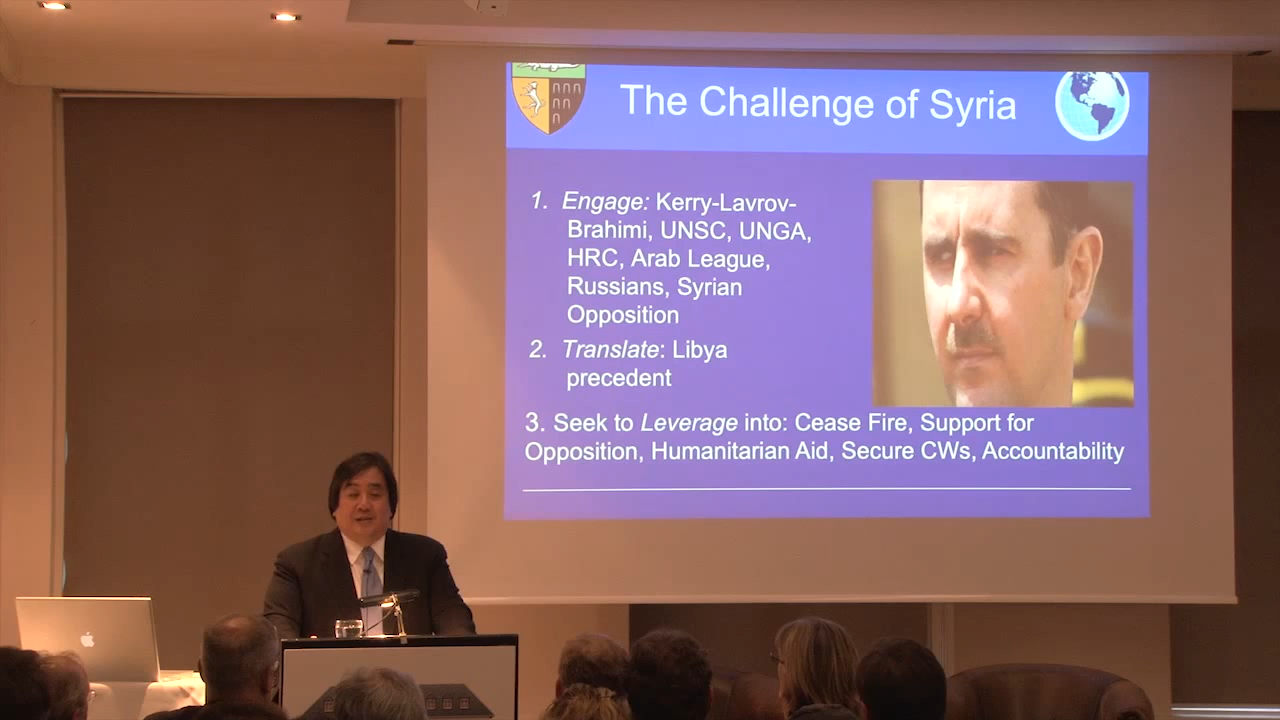 The Challenge of Syria
1. Engage: Kerry-Lavrov-
Brahimi, UNSC, UNGA,
HRC, Arab League,
Russians, Syrian
Opposition
2. Translate: Libya
precedent
3. Seek to Leverage into: Cease Fire, Support for
Opposition, Humanitarian Aid, Secure CWs, Accountability